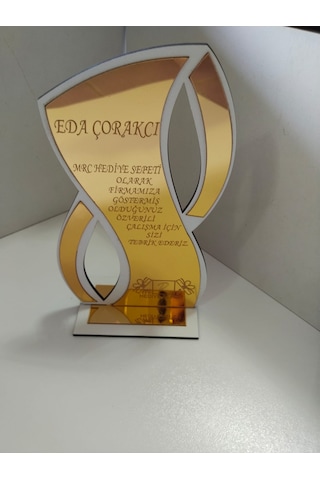 EDA ÇORAKCI
MRC HEDİYE SEPETİ
OLARAK
FİRMAMIZA
GÖSTERMİŞ
OLDUĞUNUZ
ÖZVERİLİ
ÇALIŞMA İÇİN
SİZİ
TEBRİK EDERİZ